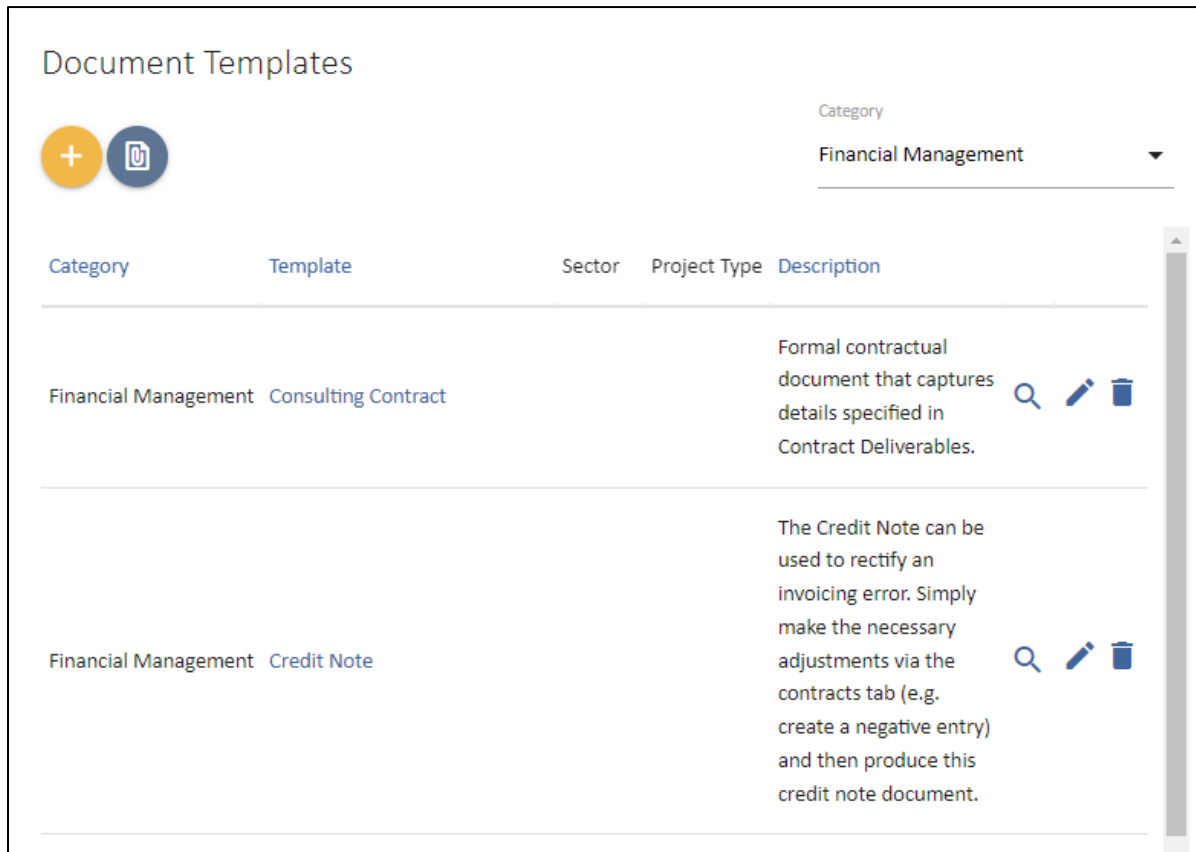 Document Templates
Category
Financial Management
Category Template Sector Project Type Description
Formal contractual
document that captures
Financial Management Consulting Contract
details specified in
Contract Deliverables.
The Credit Note can be
used to rectify an
invoicing error. Simply
make the necessary
Financial Management Credit Note
adjustments via the
contracts tab (e.g.
create a negative entry)
and then produce this
credit note document.